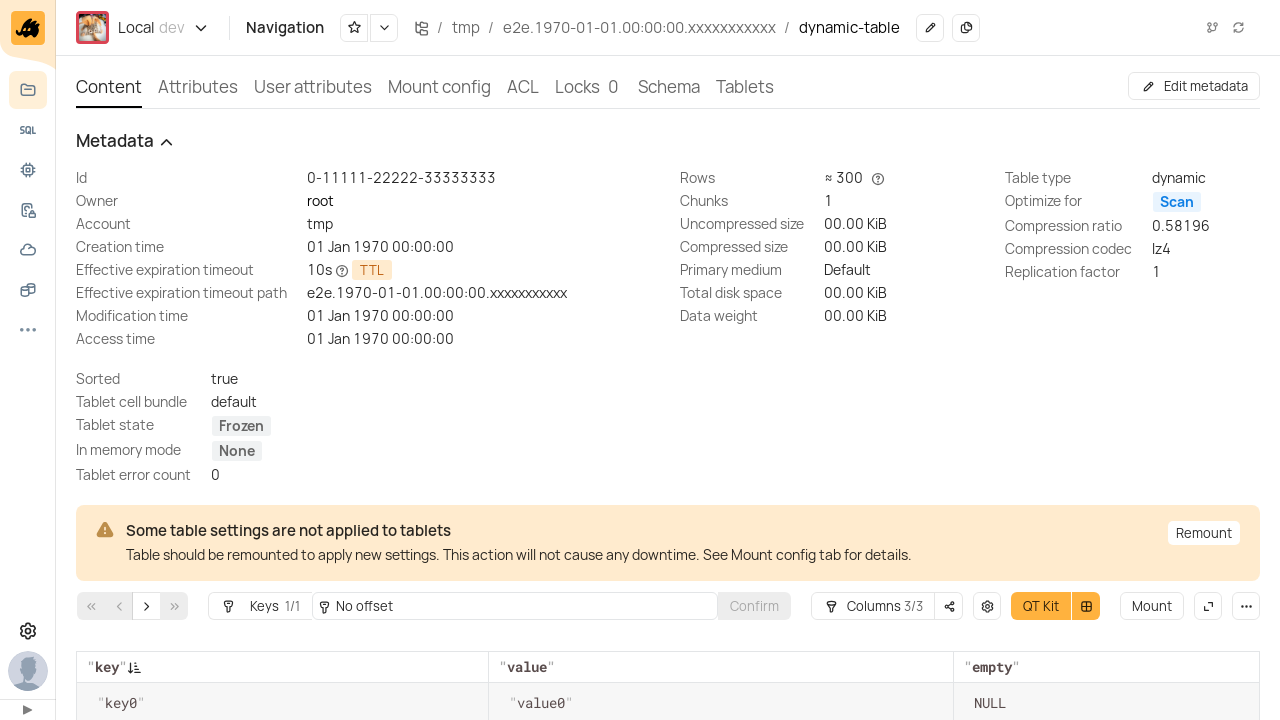 Local dev Navigation / tmp / e2e.1970-01-01.00:00:00.xxxxxxxxxxx / dynamic-table
Content Attributes User attributes Mount config ACL Locks 0 Schema Tablets Edit metadata
SQL
Metadata
Id 0-11111-22222-33333333
Owner root
Account tmp
Creation time 01 Jan 1970 00:00:00
Effective expiration timeout 10s TTL
Effective expiration timeout path e2e.1970-01-01.00:00:00.xxxxxxxxxxx
Modification time 01 Jan 1970 00:00:00
Access time 01 Jan 1970 00:00:00
Rows ≈ 300
Chunks 1
Uncompressed size 00.00 KiB
Compressed size 00.00 KiB
Primary medium Default
Total disk space 00.00 KiB
Data weight 00.00 KiB
Table type dynamic
Optimize for Scan
Compression ratio 0.58196
Compression codec lz4
Replication factor 1
Sorted true
Tablet cell bundle default
Tablet state Frozen
In memory mode None
Tablet error count 0
Some table settings are not applied to tablets
Table should be remounted to apply new settings. This action will not cause any downtime. See Mount config tab for details.
Remount
Keys 1/1 No offset Confirm Columns 3/3 QT Kit Mount
"key" "value" "empty"
"key0" "value0" NULL